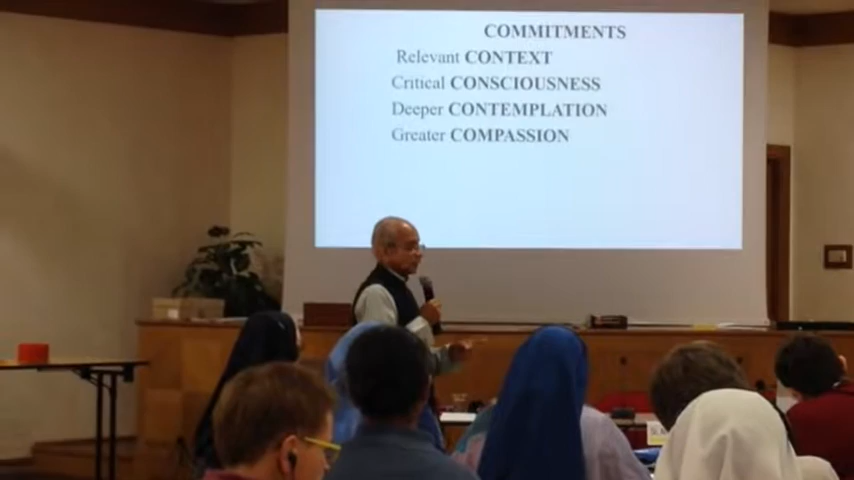 COMMITMENTS
Relevant CONTEXT
Critical CONSCIOUSNESS
Deeper CONTEMPLATION
Greater COMPASSION